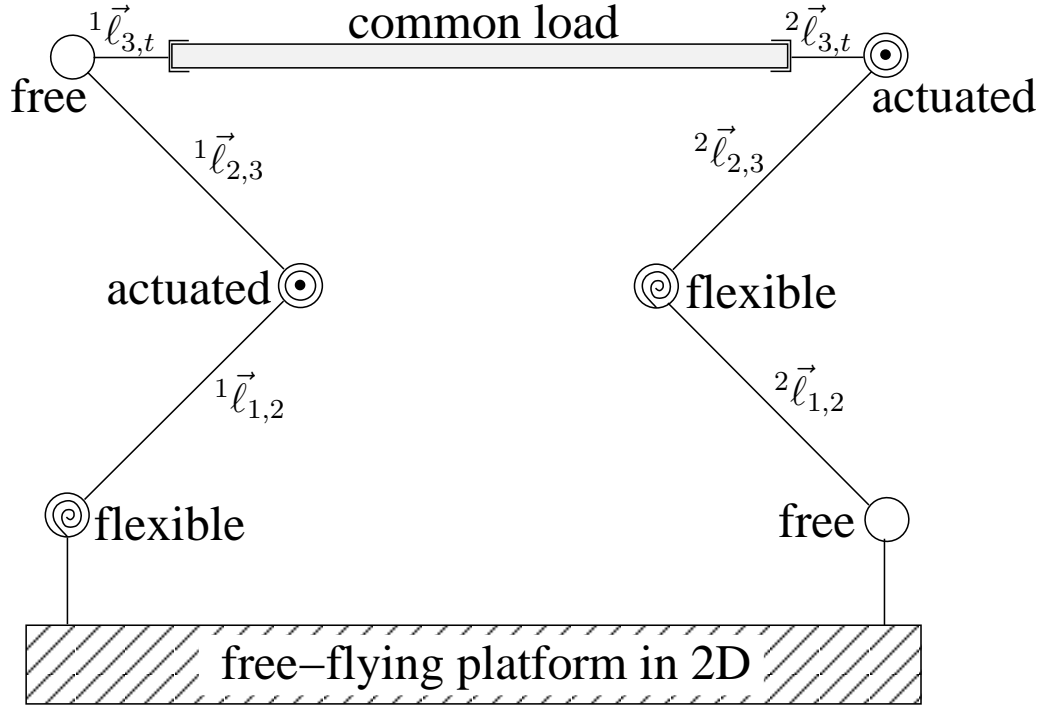 ¹ℓ⃗₃,ₜ common load ²ℓ⃗₃,ₜ
free actuated
¹ℓ⃗₂,₃ ²ℓ⃗₂,₃
actuated flexible
¹ℓ⃗₁,₂ ²ℓ⃗₁,₂
flexible free
free−flying platform in 2D